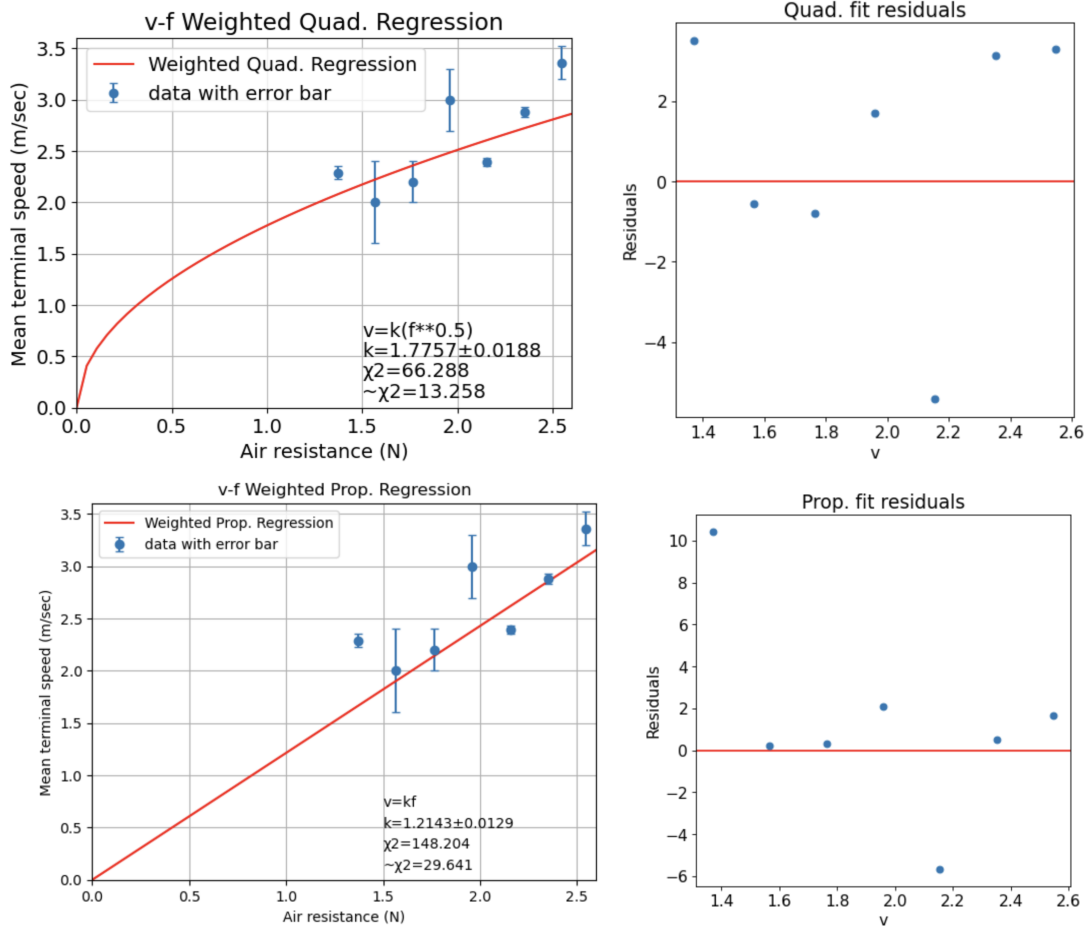 v-f Weighted Quad. Regression
Weighted Quad. Regression
data with error bar
Mean terminal speed (m/sec)
3.5
3.0
2.5
2.0
1.5
1.0
0.5
0.0
v=k(f**0.5)
k=1.7757±0.0188
χ2=66.288
~χ2=13.258
0.0 0.5 1.0 1.5 2.0 2.5
Air resistance (N)
Quad. fit residuals
Residuals
2
0
−2
−4
1.4 1.6 1.8 2.0 2.2 2.4 2.6
v
v-f Weighted Prop. Regression
Weighted Prop. Regression
data with error bar
Mean terminal speed (m/sec)
3.5
3.0
2.5
2.0
1.5
1.0
0.5
0.0
v=kf
k=1.2143±0.0129
χ2=148.204
~χ2=29.641
0.0 0.5 1.0 1.5 2.0 2.5
Air resistance (N)
Prop. fit residuals
Residuals
10
8
6
4
2
0
−2
−4
−6
1.4 1.6 1.8 2.0 2.2 2.4 2.6
v